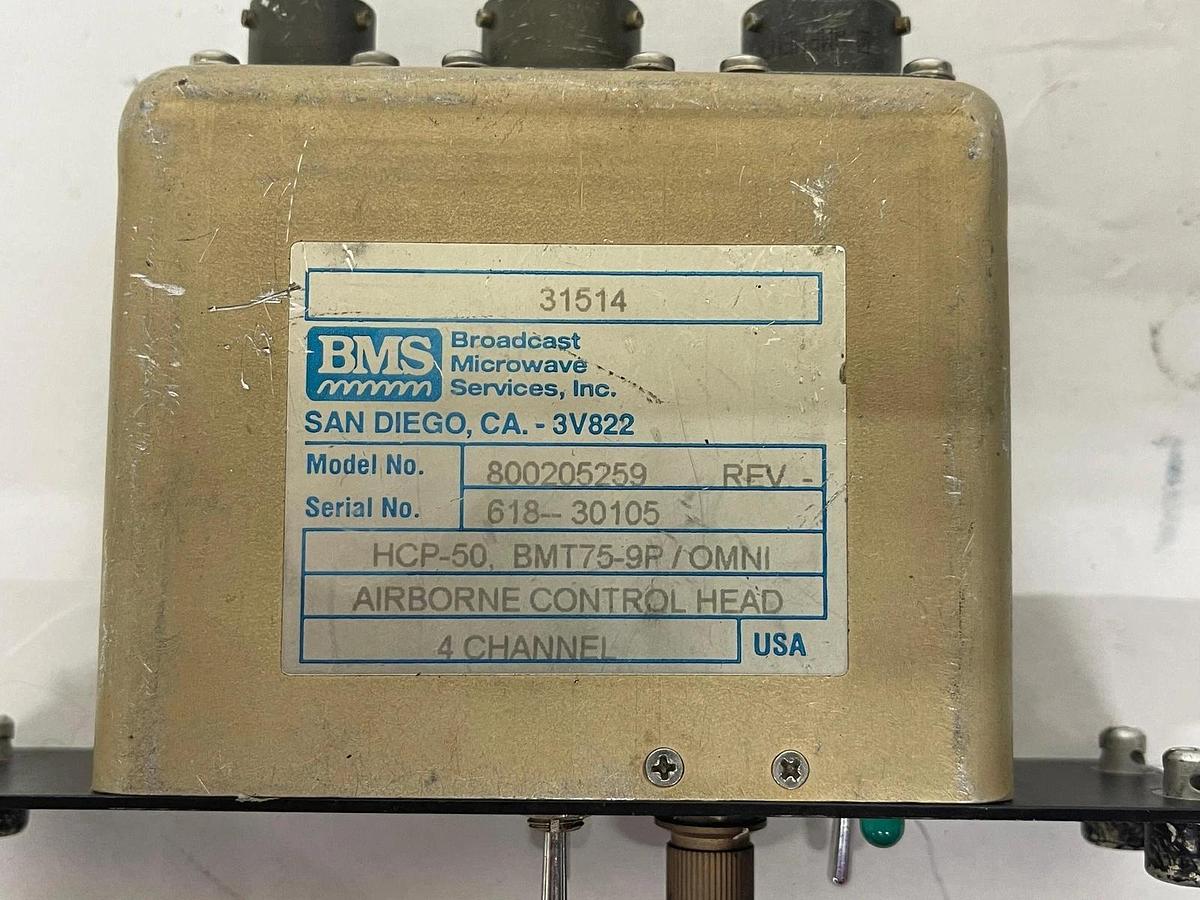 31514
BMS
Broadcast
Microwave
Services, Inc.
SAN DIEGO, CA. - 3V822
Model No. 800205259 REV -
Serial No. 618-- 30105
HCP-50, BMT75-9P / OMNI
AIRBORNE CONTROL HEAD
4 CHANNEL USA